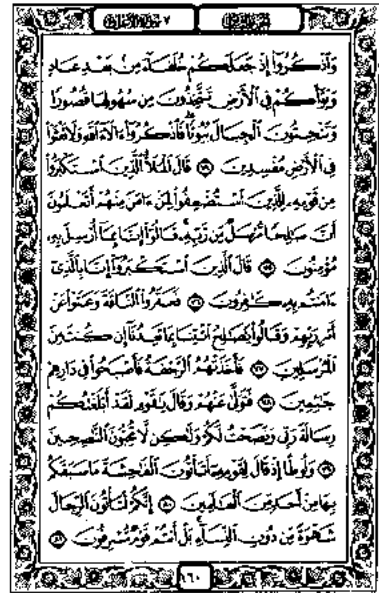 الجزء الثامن ٧ سورة الأعراف
وَاذْكُرُوا إِذْ جَعَلَكُمْ خُلَفَاءَ مِنْ بَعْدِ عَادٍ
وَبَوَّأَكُمْ فِي الْأَرْضِ تَتَّخِذُونَ مِن سُهُولِهَا قُصُورًا
وَتَنْحِتُونَ الْجِبَالَ بُيُوتًا فَاذْكُرُوا آلَاءَ اللَّهِ وَلَا تَعْثَوْا
فِي الْأَرْضِ مُفْسِدِينَ ٧٤ قَالَ الْمَلَأُ الَّذِينَ اسْتَكْبَرُوا
مِن قَوْمِهِ لِلَّذِينَ اسْتُضْعِفُوا لِمَنْ آمَنَ مِنْهُمْ أَتَعْلَمُونَ
أَنَّ صَالِحًا مُرْسَلٌ مِّن رَّبِّهِ قَالُوا إِنَّا بِمَا أُرْسِلَ بِهِ
مُؤْمِنُونَ ٧٥ قَالَ الَّذِينَ اسْتَكْبَرُوا إِنَّا بِالَّذِي
ءَامَنتُم بِهِ كَافِرُونَ ٧٦ فَعَقَرُوا النَّاقَةَ وَعَتَوْا عَنْ
أَمْرِ رَبِّهِمْ وَقَالُوا يَا صَالِحُ ائْتِنَا بِمَا تَعِدُنَا إِن كُنتَ مِنَ
الْمُرْسَلِينَ ٧٧ فَأَخَذَتْهُمُ الرَّجْفَةُ فَأَصْبَحُوا فِي دَارِهِمْ
جَاثِمِينَ ٧٨ فَتَوَلَّى عَنْهُمْ وَقَالَ يَا قَوْمِ لَقَدْ أَبْلَغْتُكُمْ
رِسَالَةَ رَبِّي وَنَصَحْتُ لَكُمْ وَلَٰكِن لَّا تُحِبُّونَ النَّاصِحِينَ
٧٩ وَلُوطًا إِذْ قَالَ لِقَوْمِهِ أَتَأْتُونَ الْفَاحِشَةَ مَا سَبَقَكُم
بِهَا مِنْ أَحَدٍ مِّنَ الْعَالَمِينَ ٨٠ إِنَّكُمْ لَتَأْتُونَ الرِّجَالَ
شَهْوَةً مِّن دُونِ النِّسَاءِ بَلْ أَنتُمْ قَوْمٌ مُّسْرِفُونَ ٨١
١٦٠